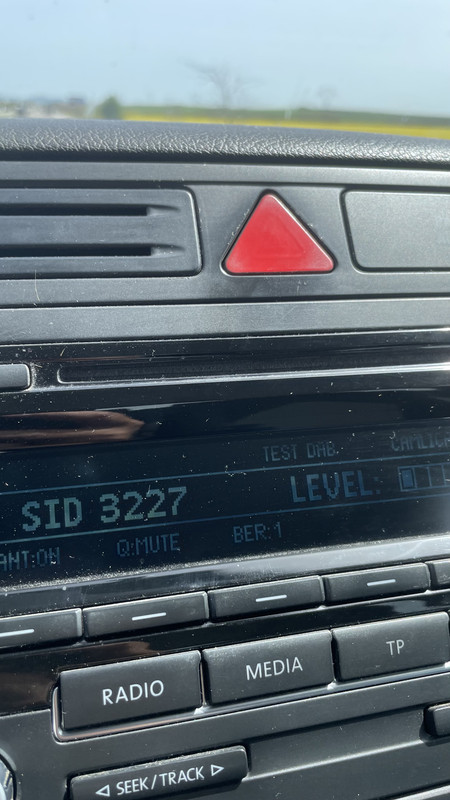 TEST DAB
SID 3227
LEVEL:
ANT:ON Q:MUTE BER:1
RADIO
MEDIA
TP
SEEK/TRACK